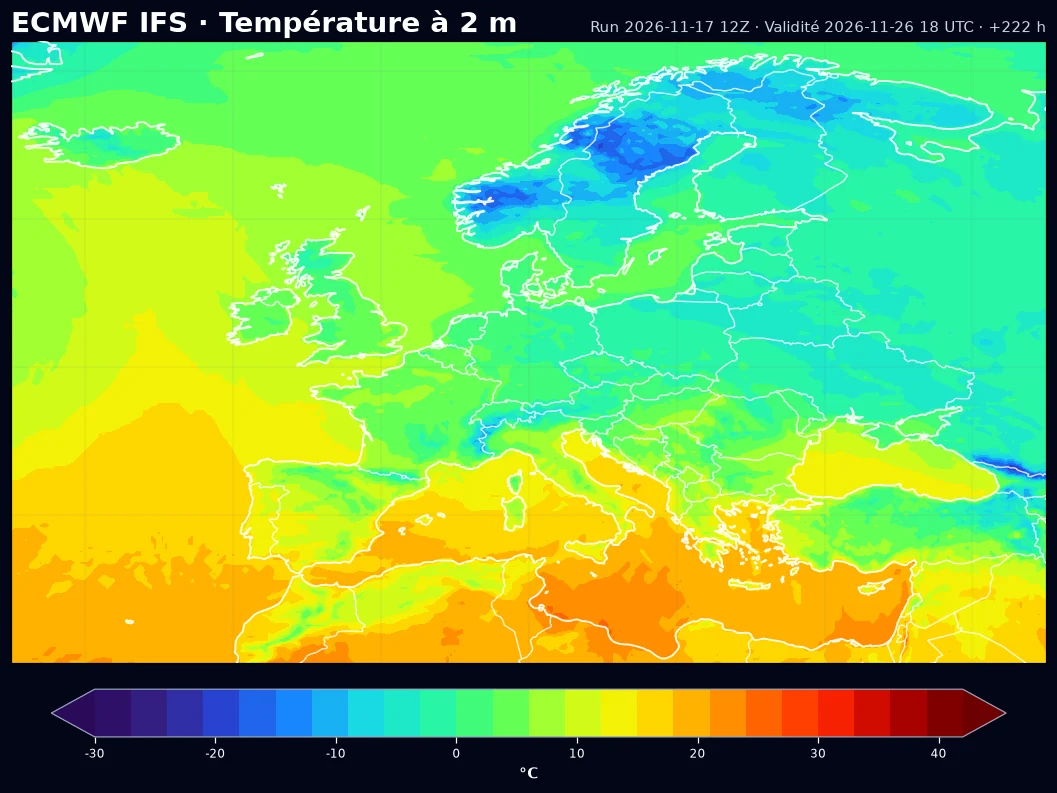 ECMWF IFS · Température à 2 m
Run 2026-11-17 12Z · Validité 2026-11-26 18 UTC · +222 h
-30 -20 -10 0 10 20 30 40
°C